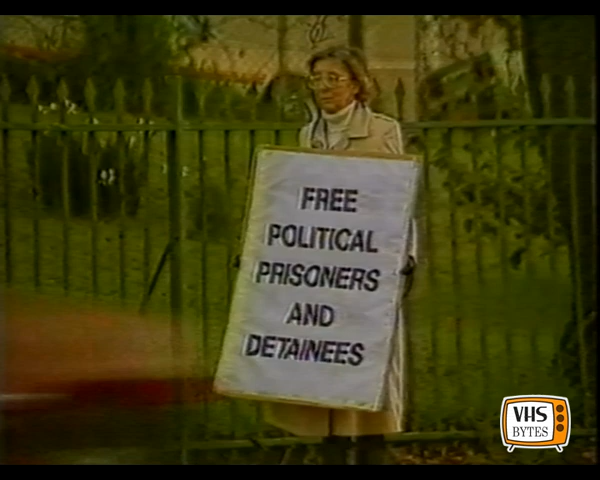 FREE
POLITICAL
PRISONERS
AND
DETAINEES
VHS
BYTES